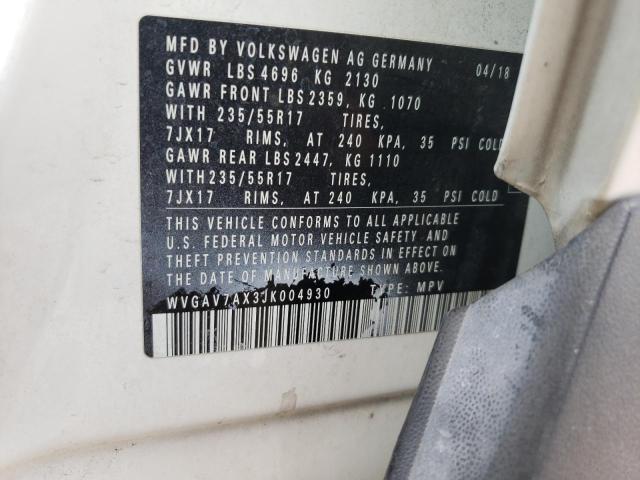 MFD BY VOLKSWAGEN AG GERMANY 04/18
GVWR LBS 4696 KG 2130
GAWR FRONT LBS 2359, KG 1070
WITH 235/55R17 TIRES,
7JX17 RIMS, AT 240 KPA, 35 PSI COLD
GAWR REAR LBS 2447, KG 1110
WITH 235/55R17 TIRES,
7JX17 RIMS, AT 240 KPA, 35 PSI COLD
THIS VEHICLE CONFORMS TO ALL APPLICABLE
U.S. FEDERAL MOTOR VEHICLE SAFETY AND
THEFT PREVENTION STANDARDS IN EFFECT ON THE
DATE OF MANUFACTURE SHOWN ABOVE.
WVGAV7AX3JK004930 TYPE: MPV